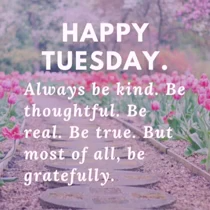 HAPPY
TUESDAY.
Always be kind. Be
thoughtful. Be
real. Be true. But
most of all, be
gratefully.